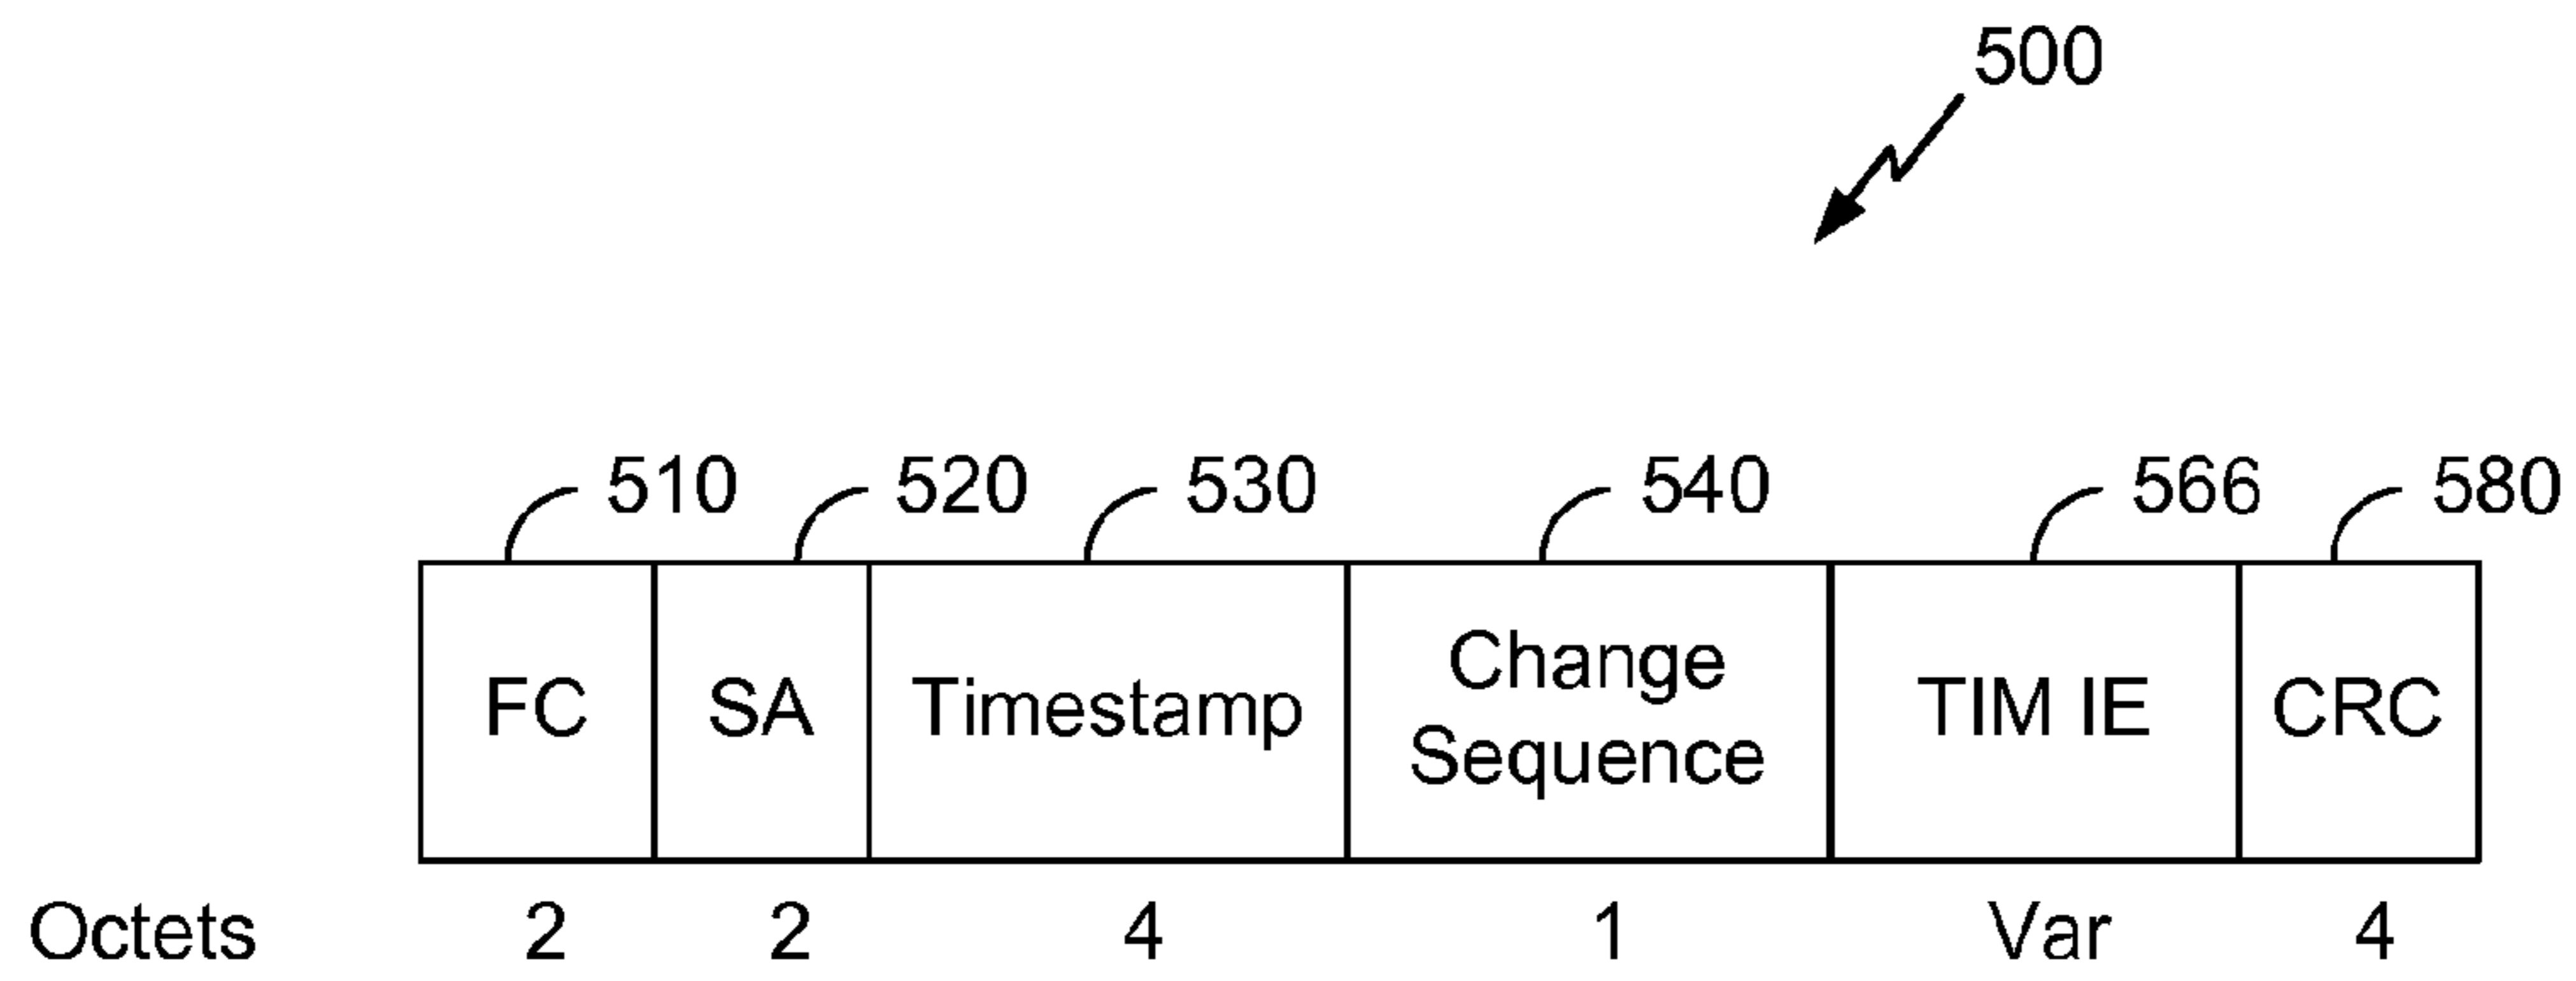 500
510 520 530 540 566 580
FC SA Timestamp Change Sequence TIM IE CRC
Octets 2 2 4 1 Var 4